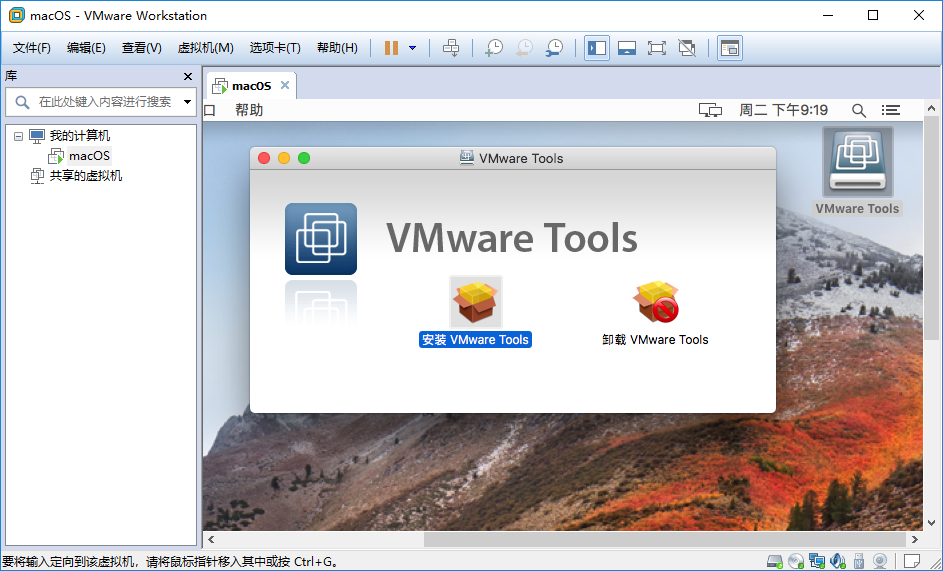 macOS - VMware Workstation
文件(F) 编辑(E) 查看(V) 虚拟机(M) 选项卡(T) 帮助(H)
库
在此处键入内容进行搜索
我的计算机
macOS
共享的虚拟机
macOS
口 帮助 周二 下午9:19
VMware Tools
VMware Tools
VMware Tools
安装 VMware Tools
卸载 VMware Tools
要将输入定向到该虚拟机，请将鼠标指针移入其中或按 Ctrl+G。